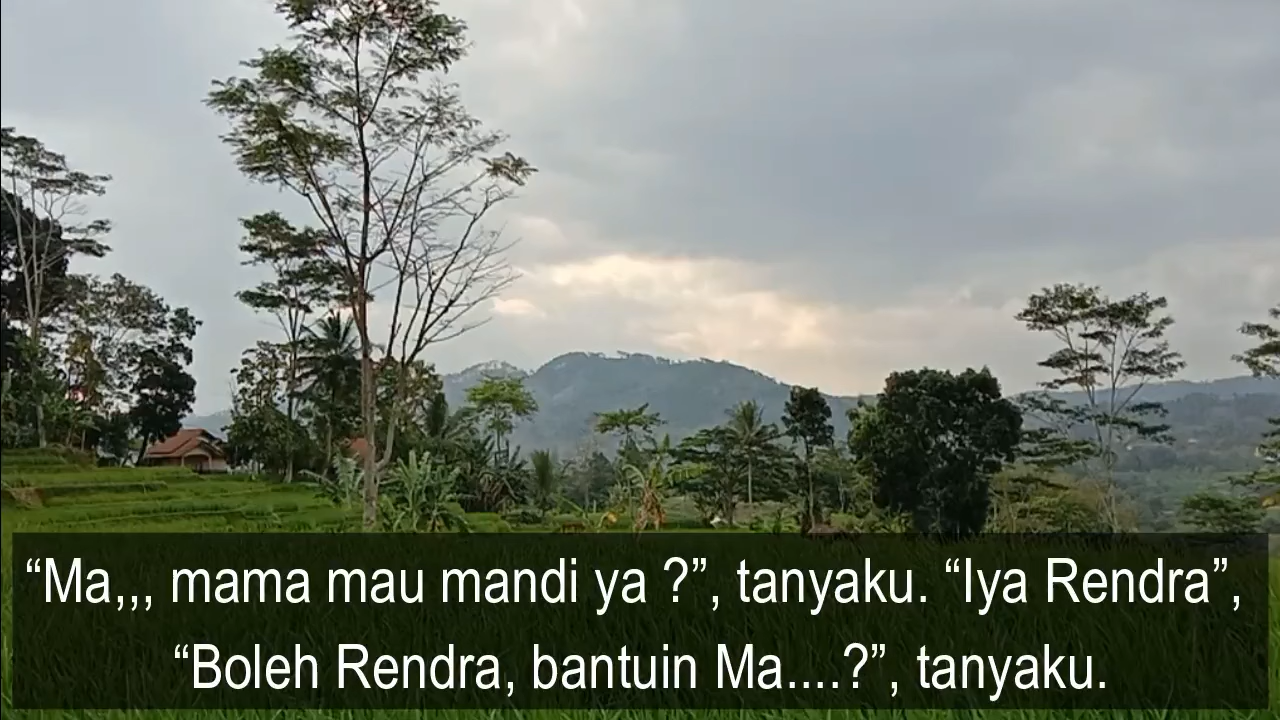 “Ma,,, mama mau mandi ya ?”, tanyaku. “Iya Rendra”,
“Boleh Rendra, bantuin Ma....?”, tanyaku.